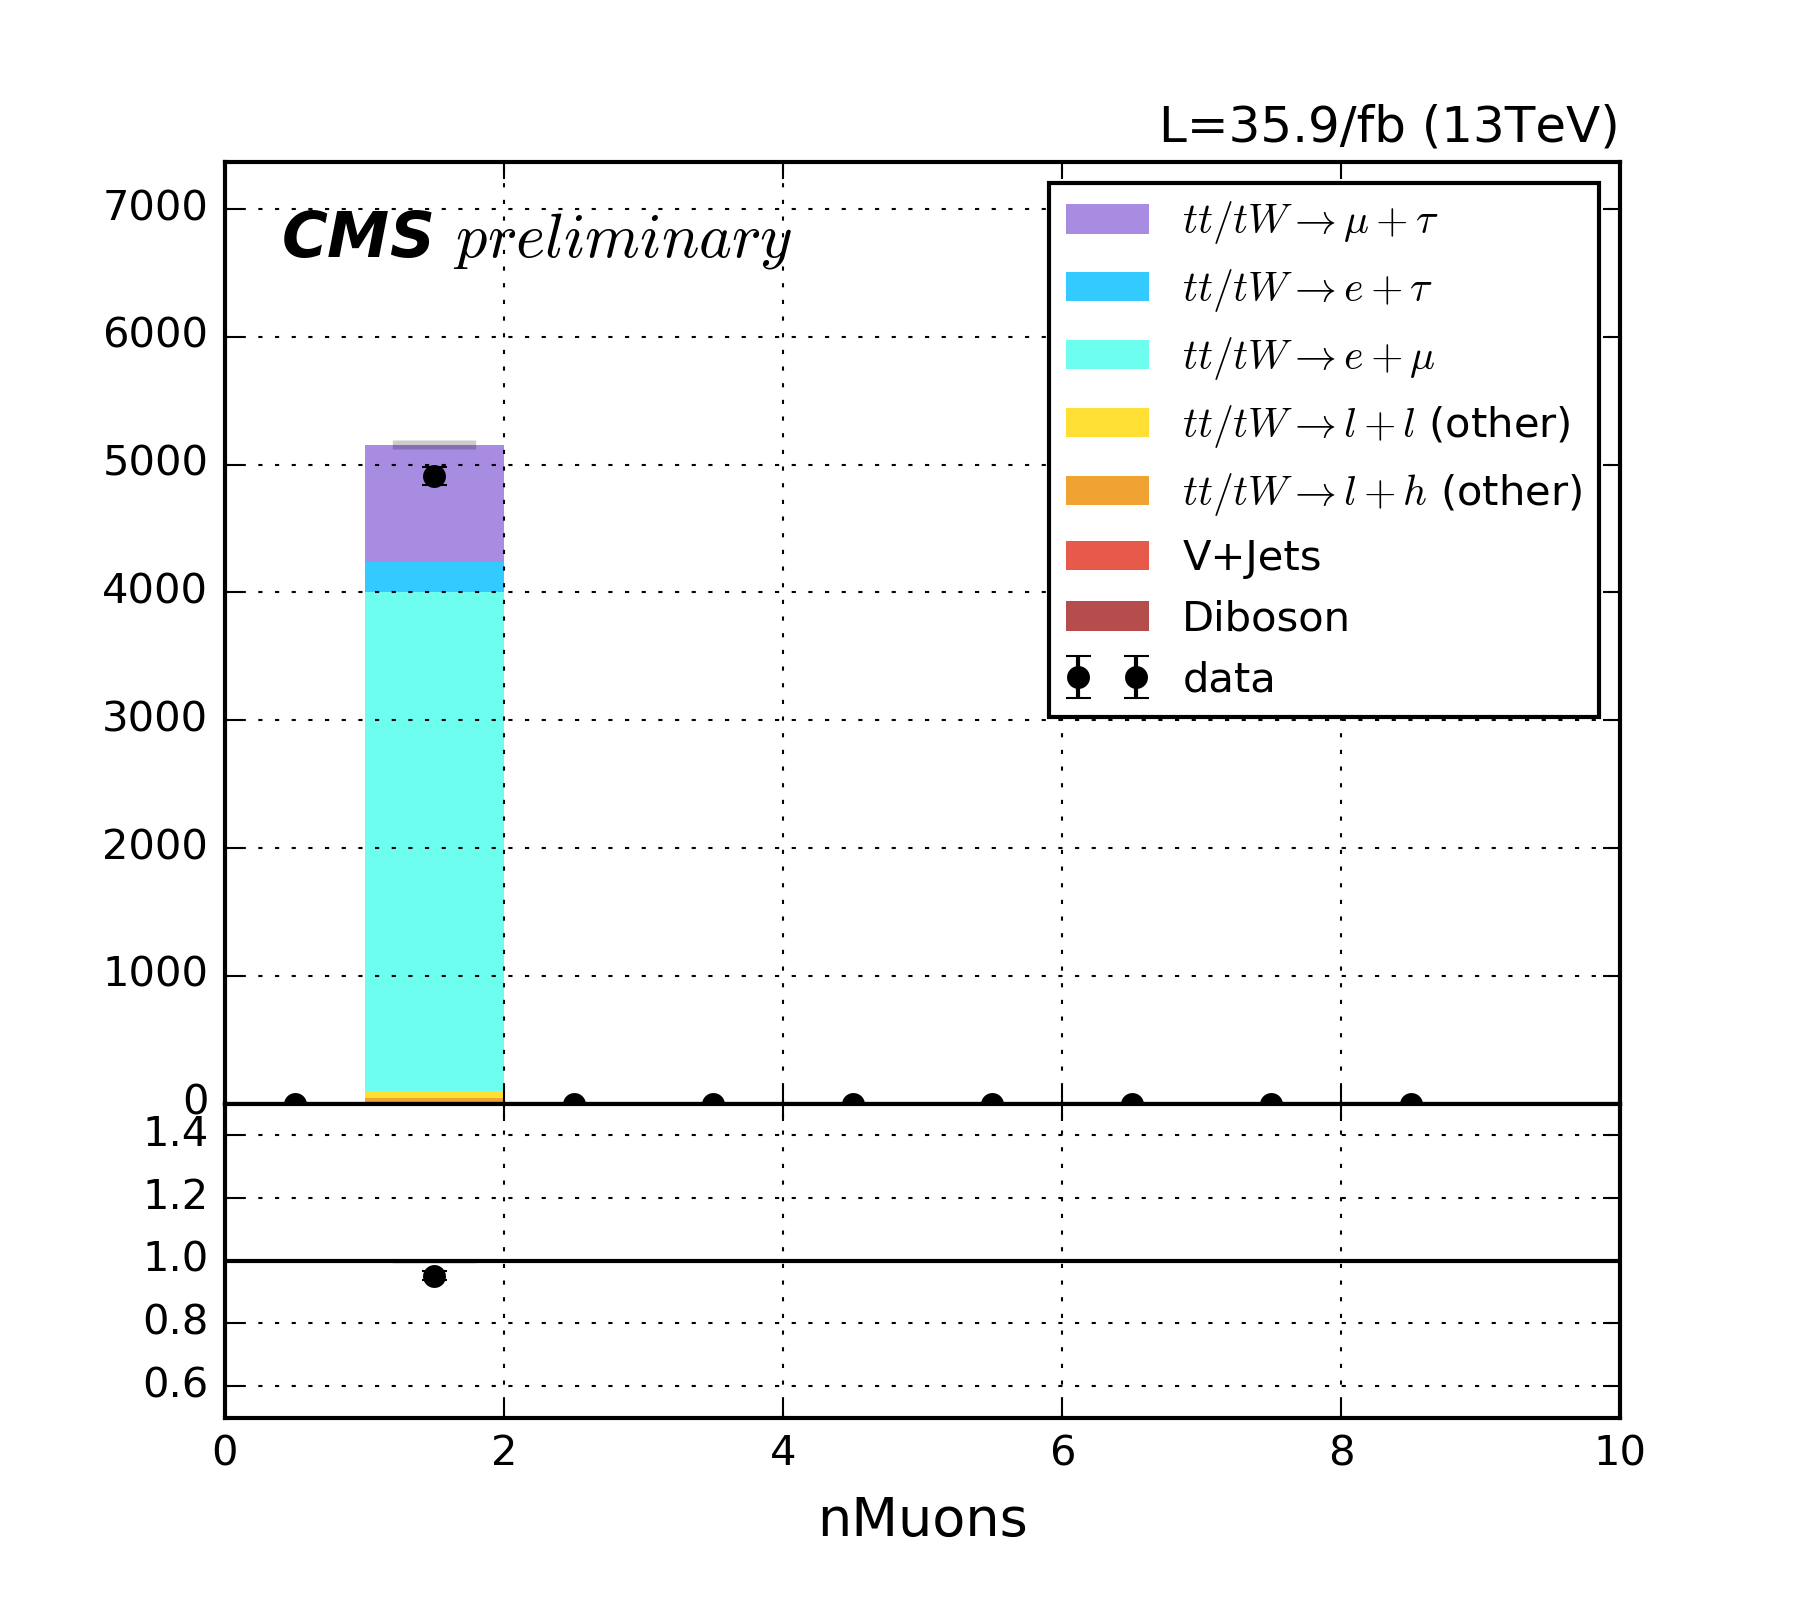 L=35.9/fb (13TeV)
CMS preliminary
7000
6000
5000
4000
3000
2000
1000
0
tt/tW→μ+τ
tt/tW→e+τ
tt/tW→e+μ
tt/tW→l+l (other)
tt/tW→l+h (other)
V+Jets
Diboson
data
1.4
1.2
1.0
0.8
0.6
0 2 4 6 8 10
nMuons